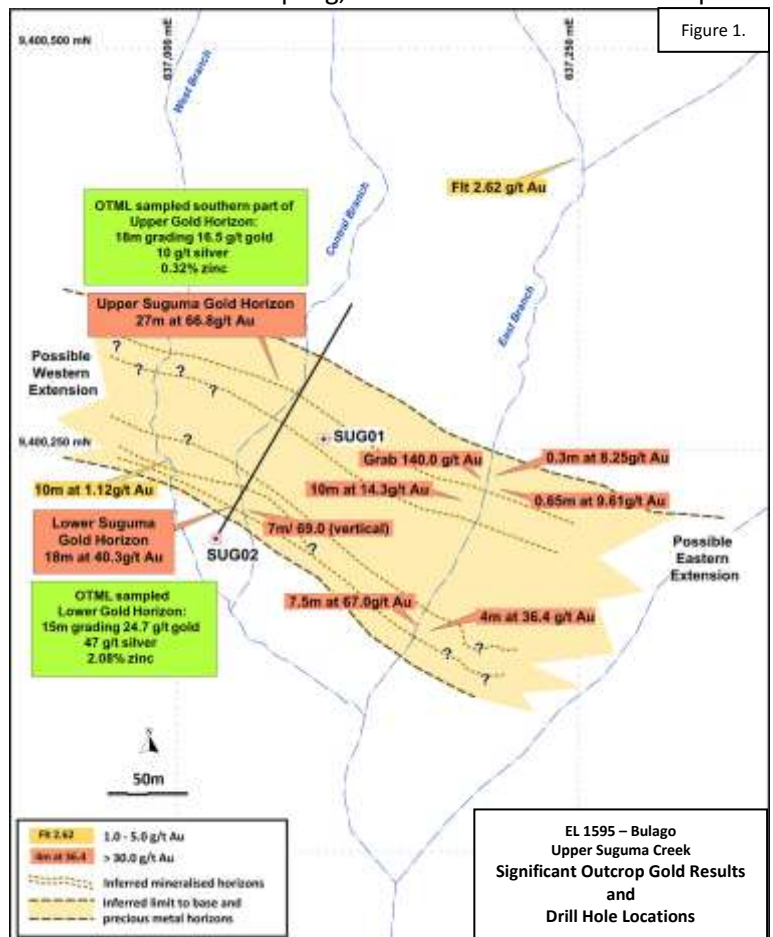 Figure 1.
9,400,500 mN
637,000 mE
637,250 mE
West Branch
Central Branch
East Branch
Flt 2.62 g/t Au
OTML sampled southern part of
Upper Gold Horizon:
18m grading 16.5 g/t gold
10 g/t silver
0.32% zinc
Upper Suguma Gold Horizon
27m at 66.8g/t Au
Possible
Western
Extension
?
?
?
?
?
9,400,250 mN
SUG01
Grab 140.0 g/t Au
0.3m at 8.25g/t Au
10m at 14.3g/t Au
0.65m at 9.61g/t Au
10m at 1.12g/t Au
Lower Suguma
Gold Horizon
18m at 40.3g/t Au
7m/ 69.0 (vertical)
SUG02
?
Possible
Eastern
Extension
OTML sampled
Lower Gold Horizon:
15m grading 24.7 g/t gold
47 g/t silver
2.08% zinc
7.5m at 67.0g/t Au
4m at 36.4 g/t Au
?
?
?
N
50m
Flt 2.62
1.0 - 5.0 g/t Au
4m at 36.4
> 30.0 g/t Au
Inferred mineralised horizons
Inferred limit to base and
precious metal horizons
EL 1595 – Bulago
Upper Suguma Creek
Significant Outcrop Gold Results
and
Drill Hole Locations